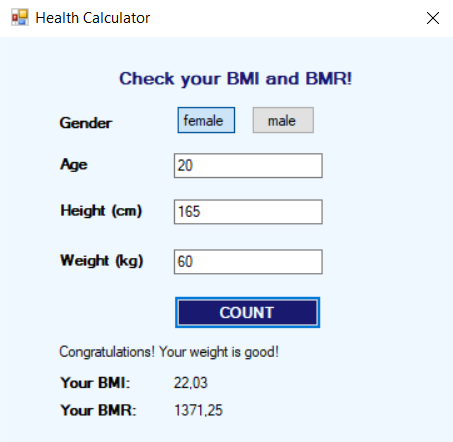 Health Calculator
Check your BMI and BMR!
Gender female male
Age 20
Height (cm) 165
Weight (kg) 60
COUNT
Congratulations! Your weight is good!
Your BMI: 22,03
Your BMR: 1371,25